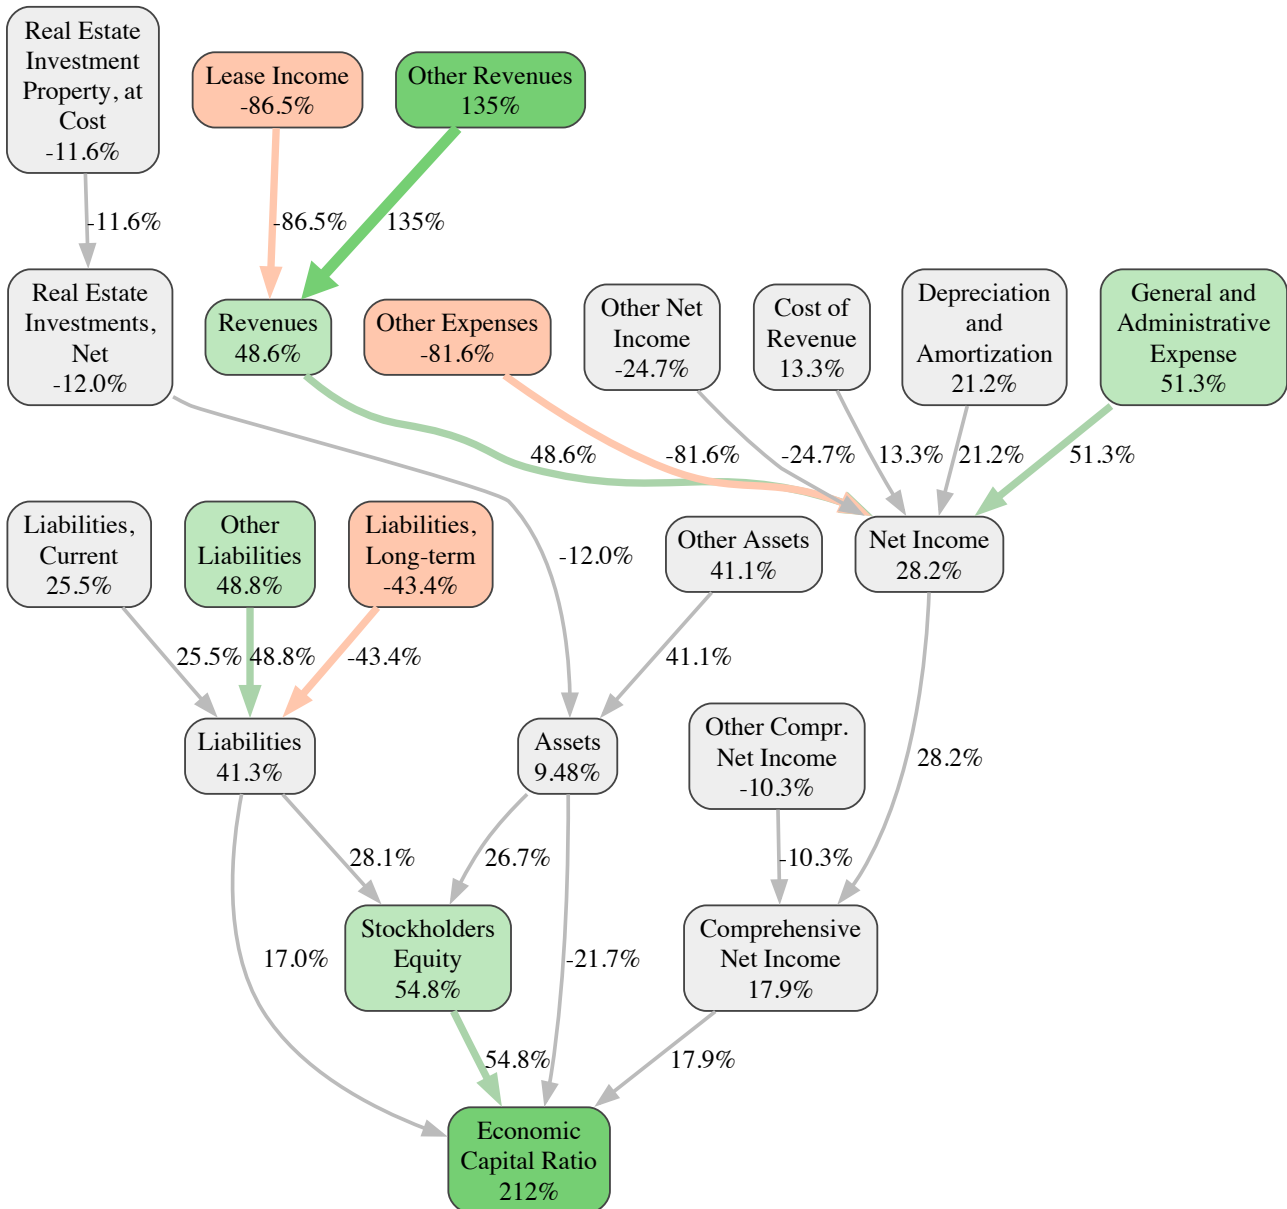 Real Estate
Investment
Property, at
Cost
-11.6%
Lease Income
-86.5%
Other Revenues
135%
-11.6%
-86.5%
135%
Real Estate
Investments,
Net
-12.0%
Revenues
48.6%
Other Expenses
-81.6%
Other Net
Income
-24.7%
Cost of
Revenue
13.3%
Depreciation
and
Amortization
21.2%
General and
Administrative
Expense
51.3%
48.6%
-81.6%
-24.7%
13.3%
21.2%
51.3%
Liabilities,
Current
25.5%
Other
Liabilities
48.8%
Liabilities,
Long-term
-43.4%
-12.0%
Other Assets
41.1%
Net Income
28.2%
25.5%
48.8%
-43.4%
41.1%
Liabilities
41.3%
Assets
9.48%
Other Compr.
Net Income
-10.3%
28.2%
28.1%
26.7%
-10.3%
17.0%
Stockholders
Equity
54.8%
-21.7%
Comprehensive
Net Income
17.9%
54.8%
17.9%
Economic
Capital Ratio
212%